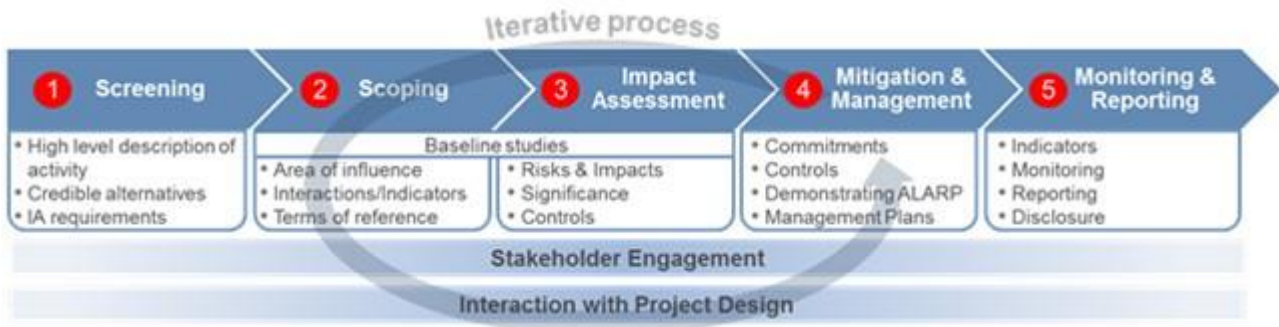 Iterative process
1 Screening
2 Scoping
3 Impact
Assessment
4 Mitigation &
Management
5 Monitoring &
Reporting
• High level description of
activity
• Credible alternatives
• IA requirements
Baseline studies
• Area of influence
• Interactions/Indicators
• Terms of reference
• Risks & Impacts
• Significance
• Controls
• Commitments
• Controls
• Demonstrating ALARP
• Management Plans
• Indicators
• Monitoring
• Reporting
• Disclosure
Stakeholder Engagement
Interaction with Project Design